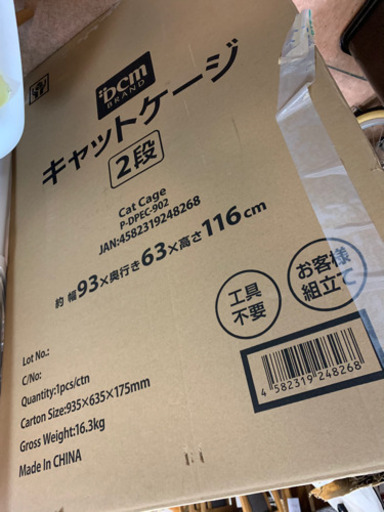 DCM
BRAND
キャットケージ
2段
Cat Cage
P-DPEC-902
JAN:4582319248268
約 幅93×奥行き63×高さ116cm
工具
不要
お客様
組立て
Lot No.:
C/No:
Quantity:1pcs/ctn
Carton Size:935×635×175mm
Gross Weight:16.3kg
Made In CHINA
4 582319 248268